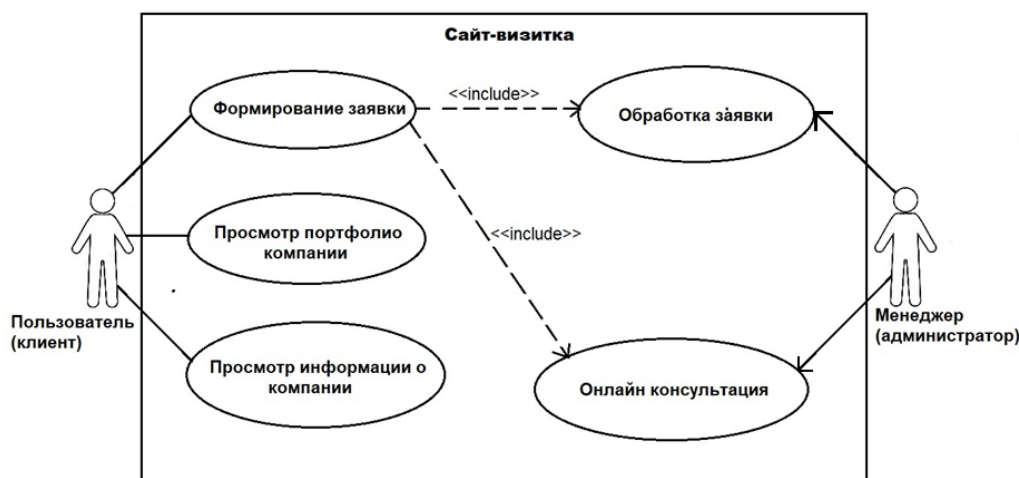 Сайт-визитка
Формирование заявки
<<include>>
Обработка заявки
Просмотр портфолио
компании
<<include>>
Пользователь
(клиент)
Менеджер
(администратор)
Просмотр информации о
компании
Онлайн консультация